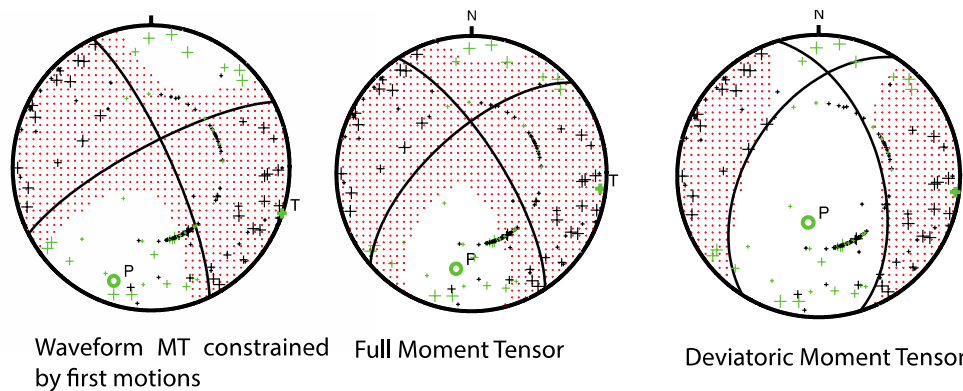 N
N
T
T
P
P
P
Waveform MT constrained
by first motions
Full Moment Tensor
Deviatoric Moment Tensor